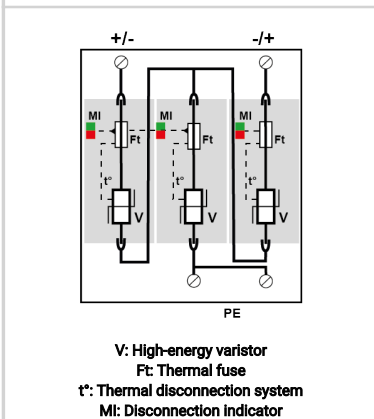 +/- -/+
MI MI MI
Ft Ft Ft
t° t° t°
V V V
PE
V: High-energy varistor
Ft: Thermal fuse
t°: Thermal disconnection system
MI: Disconnection indicator